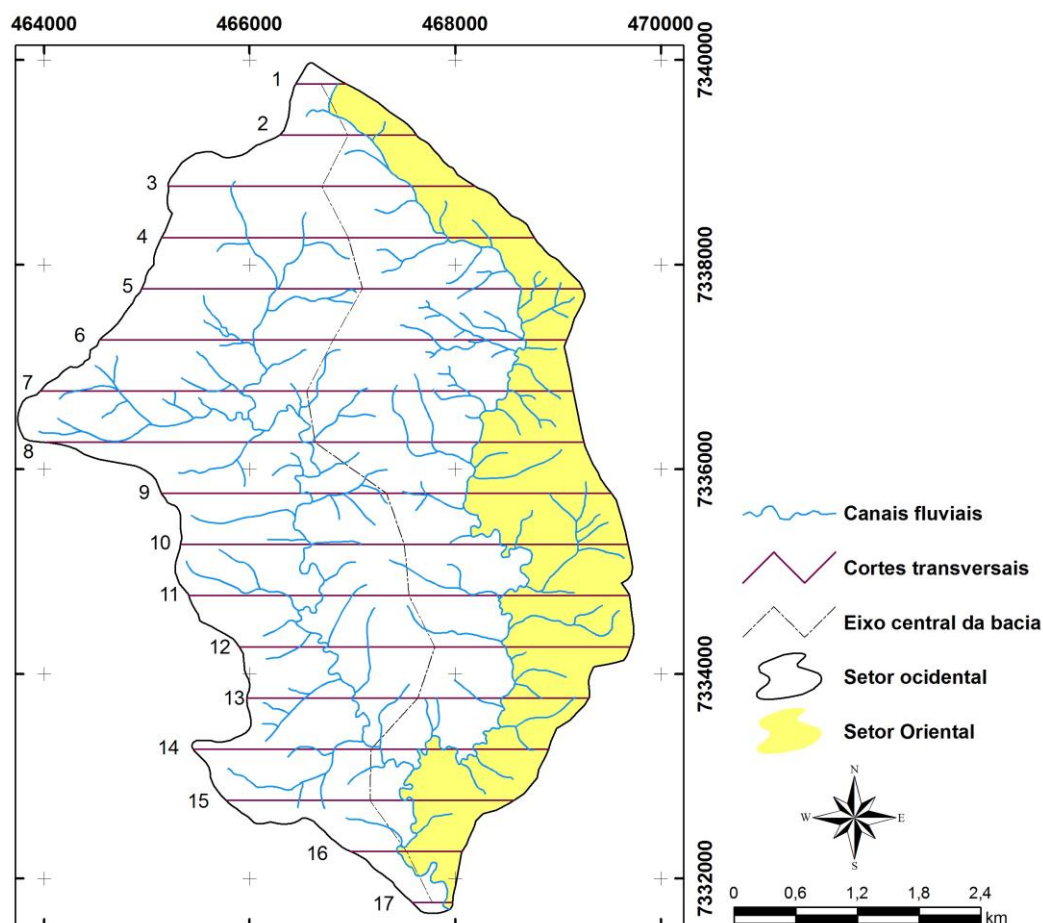 464000 466000 468000 470000
7340000
7338000
7336000
7334000
7332000
1
2
3
4
5
6
7
8
9
10
11
12
13
14
15
16
17
Canais fluviais
Cortes transversais
Eixo central da bacia
Setor ocidental
Setor Oriental
N
W E
S
0 0,6 1,2 1,8 2,4
km